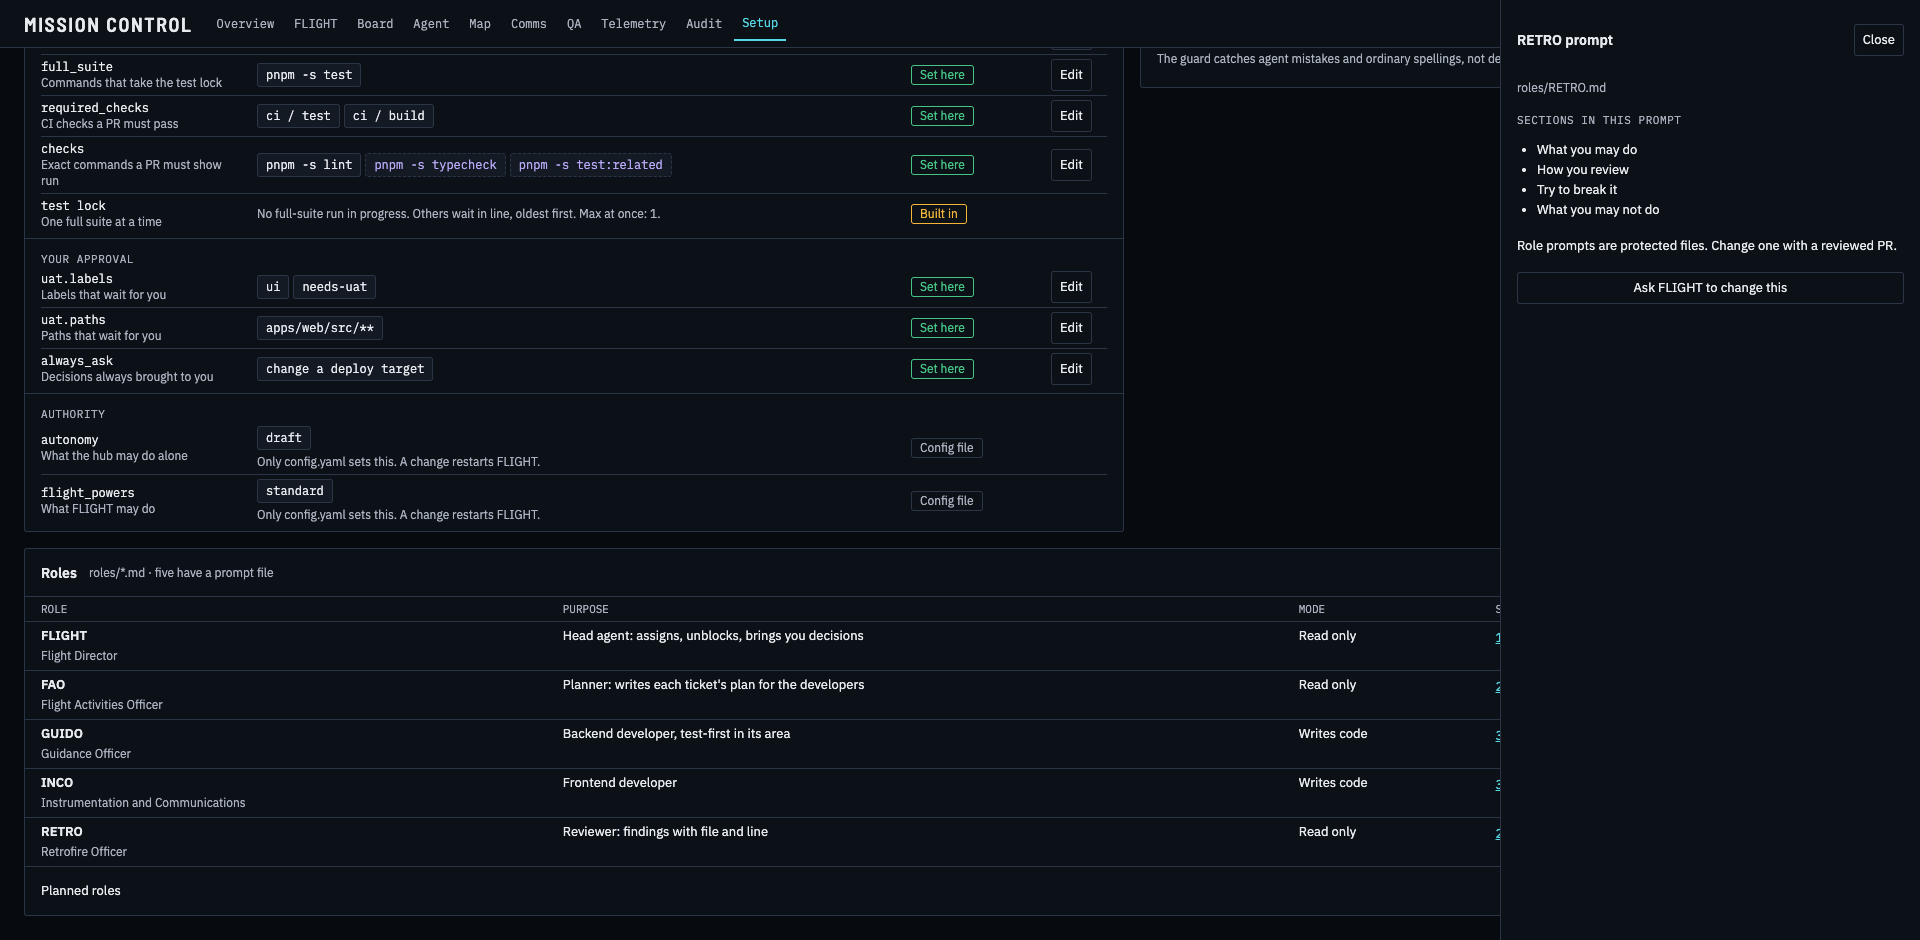 MISSION CONTROL Overview FLIGHT Board Agent Map Comms QA Telemetry Audit Setup
full_suite
Commands that take the test lock
pnpm -s test
Set here
Edit
required_checks
CI checks a PR must pass
ci / test ci / build
Set here
Edit
checks
Exact commands a PR must show
run
pnpm -s lint pnpm -s typecheck pnpm -s test:related
Set here
Edit
test lock
One full suite at a time
No full-suite run in progress. Others wait in line, oldest first. Max at once: 1.
Built in
YOUR APPROVAL
uat.labels
Labels that wait for you
ui needs-uat
Set here
Edit
uat.paths
Paths that wait for you
apps/web/src/**
Set here
Edit
always_ask
Decisions always brought to you
change a deploy target
Set here
Edit
AUTHORITY
autonomy
What the hub may do alone
draft
Only config.yaml sets this. A change restarts FLIGHT.
Config file
flight_powers
What FLIGHT may do
standard
Only config.yaml sets this. A change restarts FLIGHT.
Config file
The guard catches agent mistakes and ordinary spellings, not de
Roles roles/*.md · five have a prompt file
ROLE PURPOSE MODE
FLIGHT Head agent: assigns, unblocks, brings you decisions Read only
Flight Director
FAO Planner: writes each ticket's plan for the developers Read only
Flight Activities Officer
GUIDO Backend developer, test-first in its area Writes code
Guidance Officer
INCO Frontend developer Writes code
Instrumentation and Communications
RETRO Reviewer: findings with file and line Read only
Retrofire Officer
Planned roles
RETRO prompt
Close
roles/RETRO.md
SECTIONS IN THIS PROMPT
• What you may do
• How you review
• Try to break it
• What you may not do
Role prompts are protected files. Change one with a reviewed PR.
Ask FLIGHT to change this